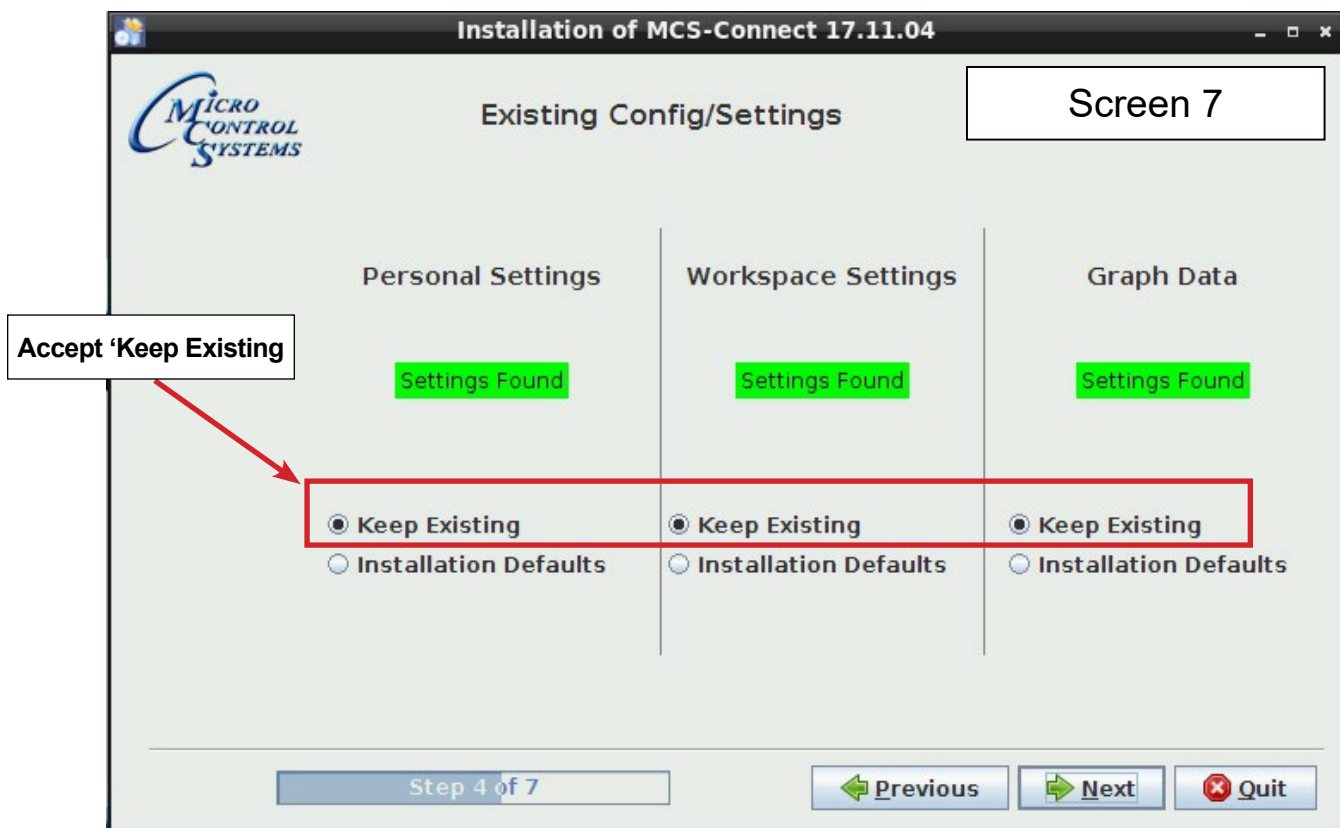 Installation of MCS-Connect 17.11.04
MICRO
CONTROL
SYSTEMS
Existing Config/Settings
Screen 7
Personal Settings
Workspace Settings
Graph Data
Accept ‘Keep Existing
Settings Found
Settings Found
Settings Found
Keep Existing
Keep Existing
Keep Existing
Installation Defaults
Installation Defaults
Installation Defaults
Step 4 of 7
Previous
Next
Quit